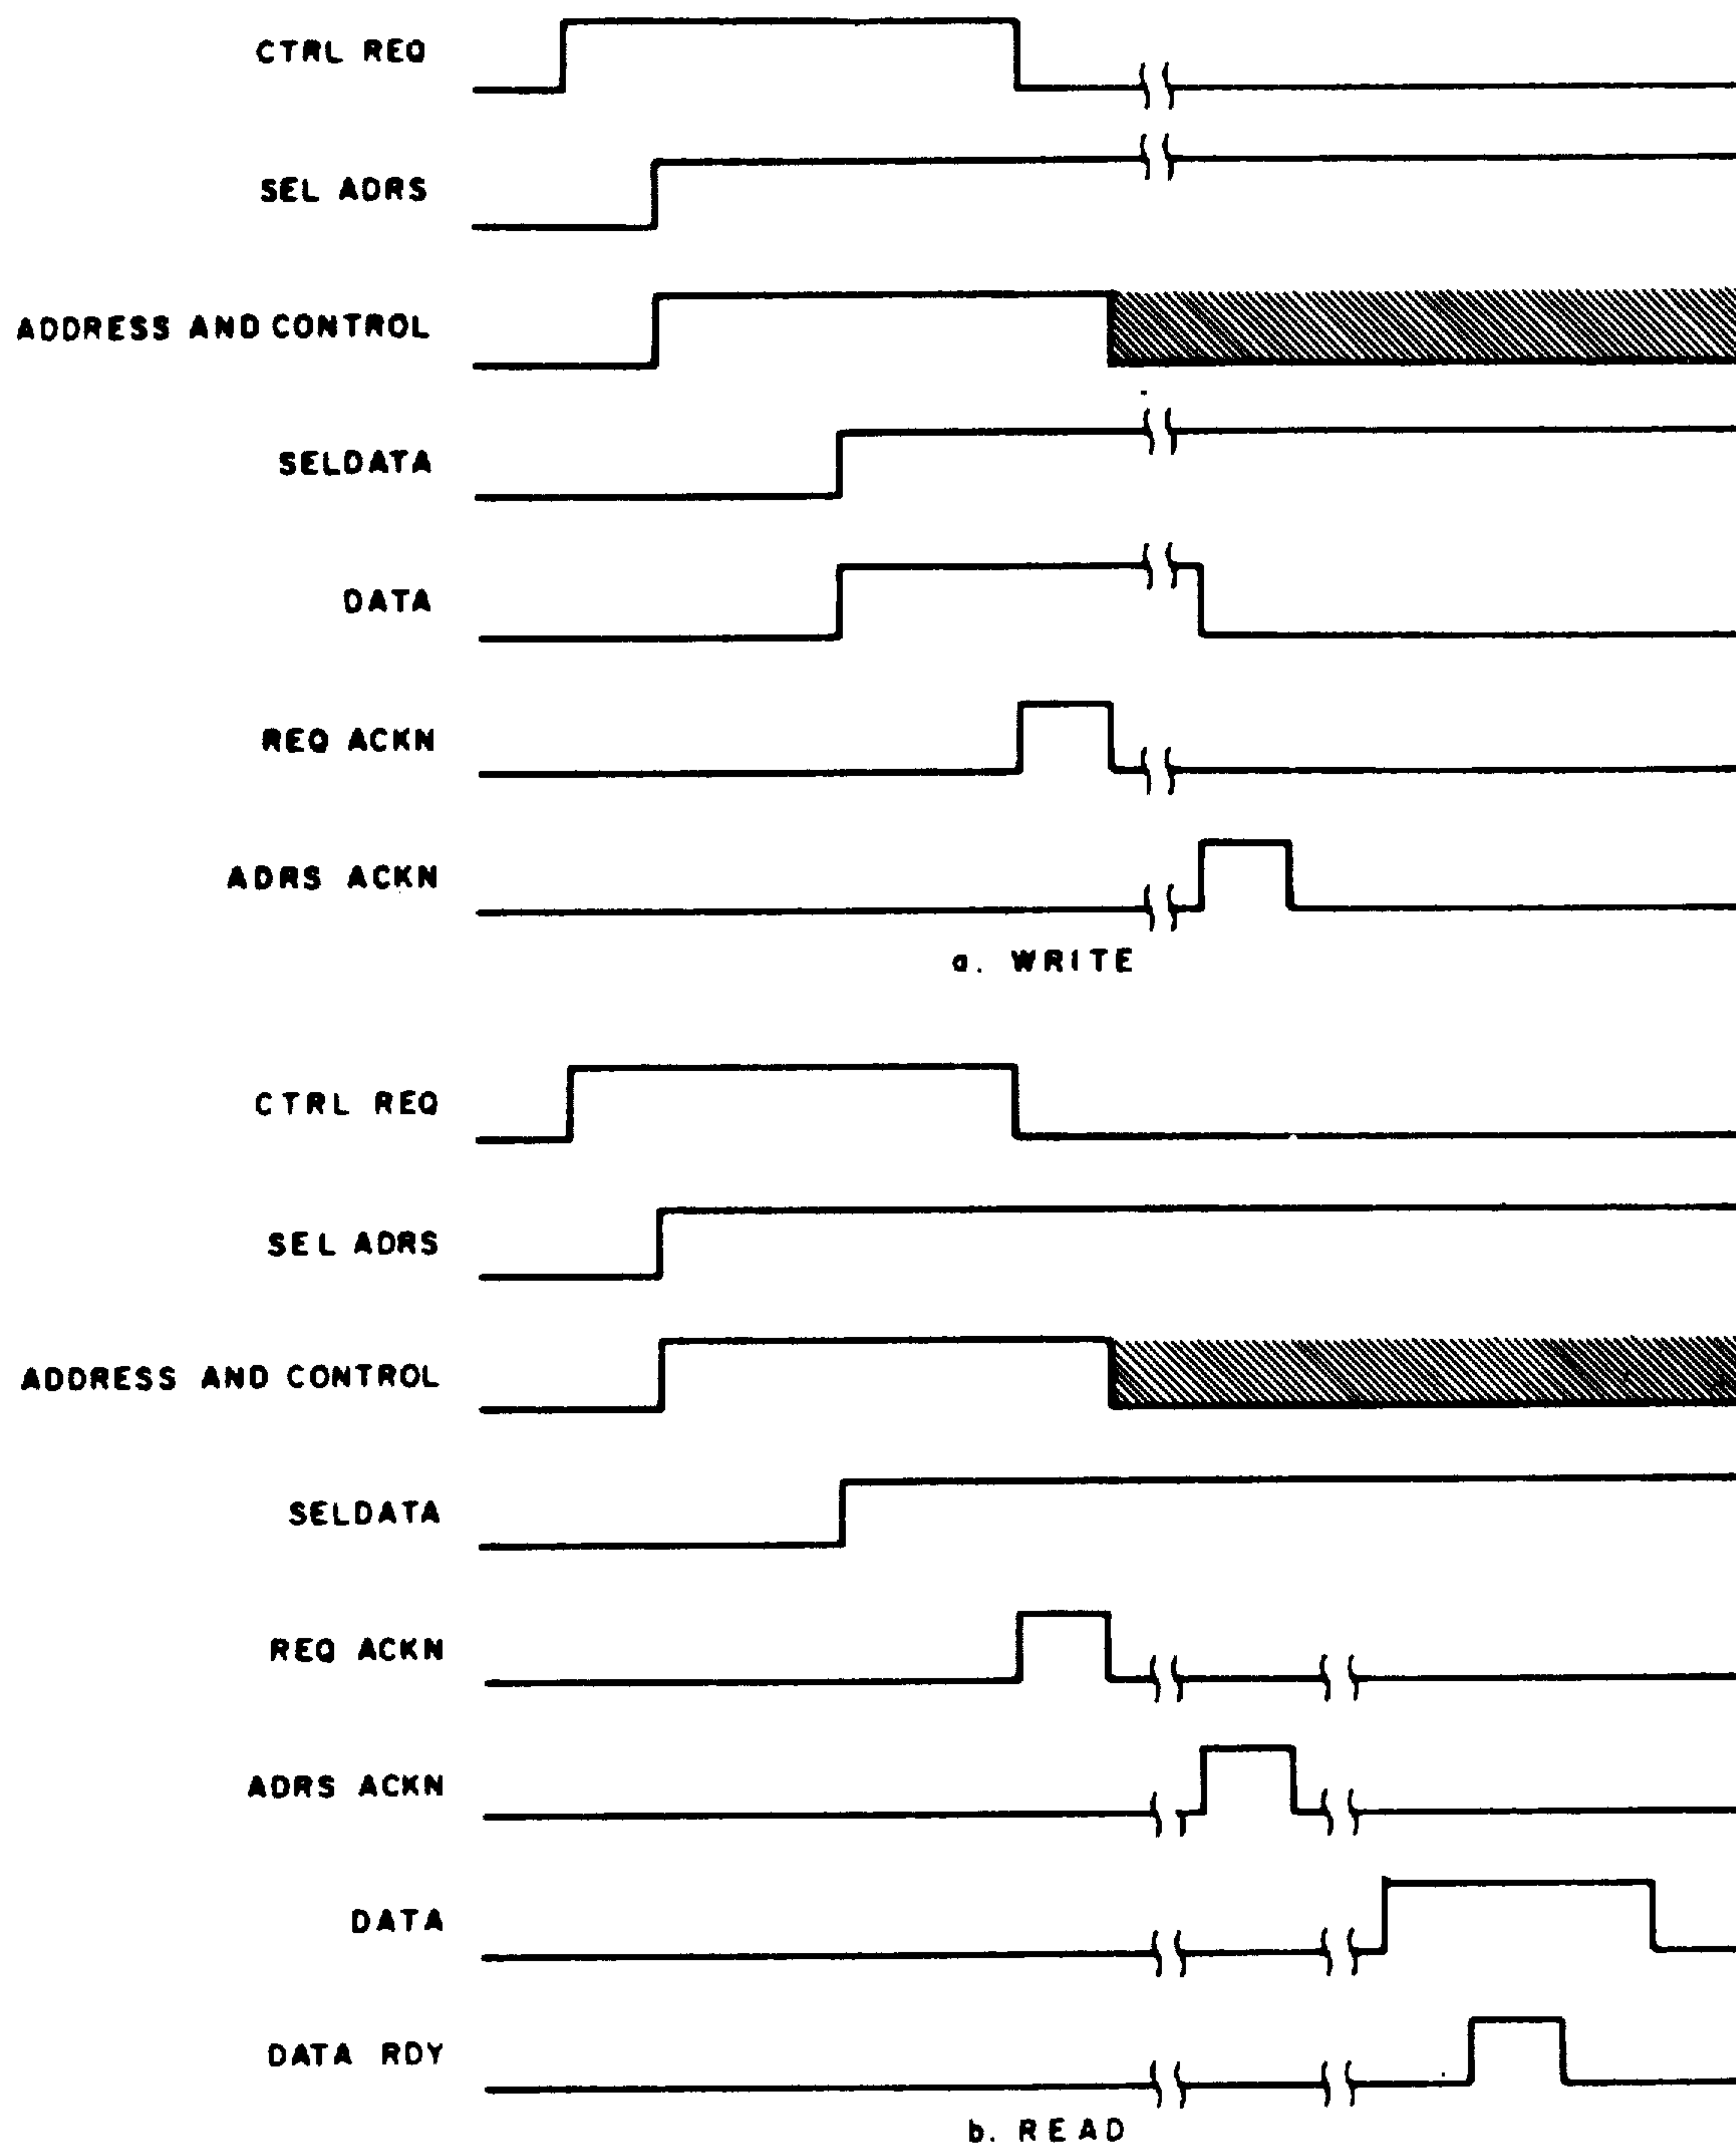 CTRL REQ
SEL ADRS
ADDRESS AND CONTROL
SELDATA
DATA
REQ ACKN
ADRS ACKN
a. WRITE
CTRL REQ
SEL ADRS
ADDRESS AND CONTROL
SELDATA
REQ ACKN
ADRS ACKN
DATA
DATA RDY
b. READ